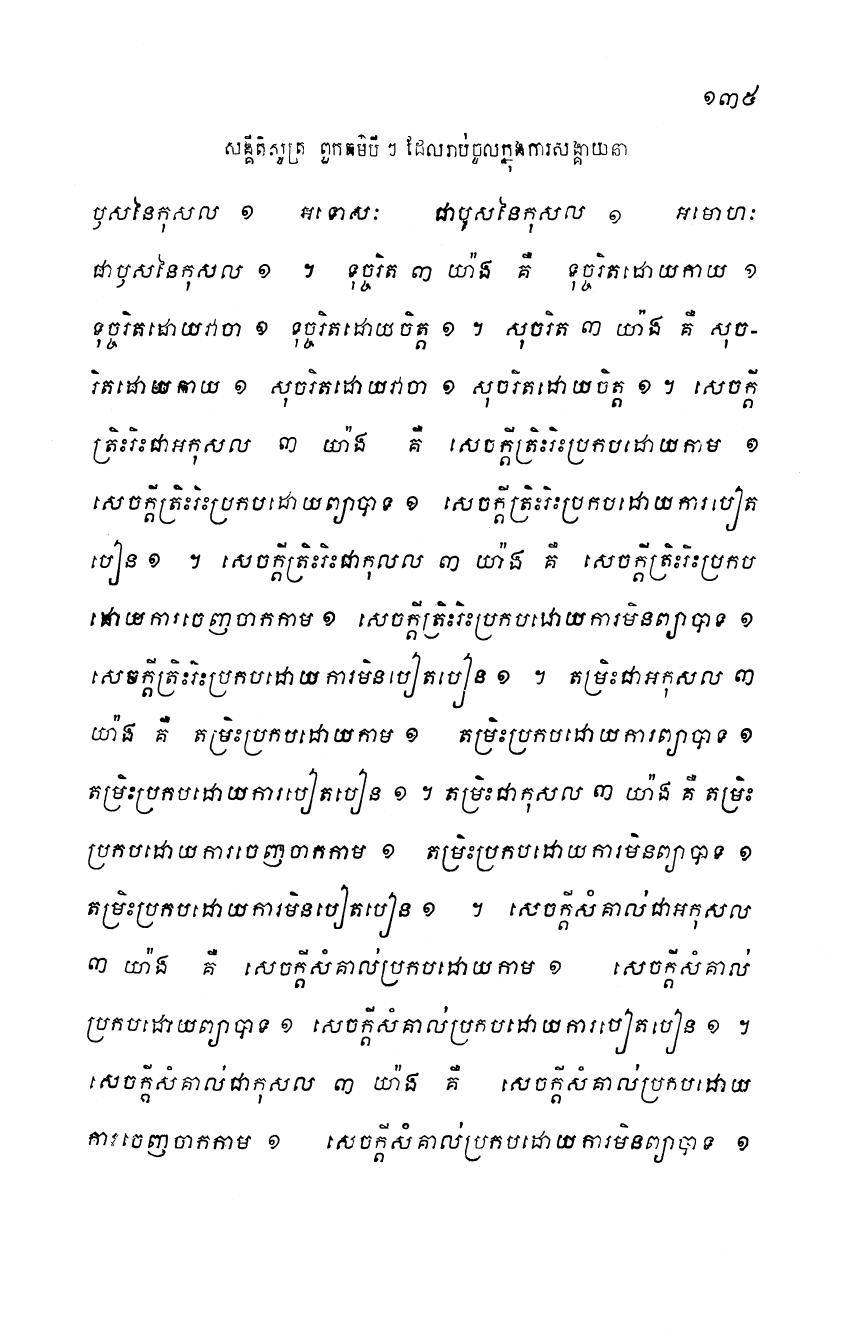 ១៣៥
សង្គីតិសូត្រ ពួកធម៌បី ៗ ដែលរាប់ចូលក្នុងការសង្គាយនា
ឫសនៃកុសល ១ អទោសៈ ជាឫសនៃកុសល ១ អមោហៈ
ជាឫសនៃកុសល ១ ។ ទុច្ចរិត ៣ យ៉ាង គឺ ទុច្ចរិតដោយកាយ ១
ទុច្ចរិតដោយវាចា ១ ទុច្ចរិតដោយចិត្ត ១ ។ សុចរិត ៣ យ៉ាង គឺ សុច-
រិតដោយកាយ ១ សុចរិតដោយវាចា ១ សុចរិតដោយចិត្ត ១ ។ សេចក្តី
ត្រិះរិះជាអកុសល ៣ យ៉ាង គឺ សេចក្តីត្រិះរិះប្រកបដោយកាម ១
សេចក្តីត្រិះរិះប្រកបដោយព្យាបាទ ១ សេចក្តីត្រិះរិះប្រកបដោយការបៀត
បៀន ១ ។ សេចក្តីត្រិះរិះជាកុលល ៣ យ៉ាង គឺ សេចក្តីត្រិះរិះប្រកប
ដោយការចេញចាកកាម ១ សេចក្តីត្រិះរិះប្រកបដោយការមិនព្យាបាទ ១
សេចក្តីត្រិះរិះប្រកបដោយការមិនបៀតបៀន ១ ។ តម្រិះជាអកុសល ៣
យ៉ាង គឺ តម្រិះប្រកបដោយកាម ១ តម្រិះប្រកបដោយការព្យាបាទ ១
តម្រិះប្រកបដោយការបៀតបៀន ១ ។ តម្រិះជាកុសល ៣ យ៉ាង គឺ តម្រិះ
ប្រកបដោយការចេញចាកកាម ១ តម្រិះប្រកបដោយការមិនព្យាបាទ ១
តម្រិះប្រកបដោយការមិនបៀតបៀន ១ ។ សេចក្តីសំគាល់ជាអកុសល
៣ យ៉ាង គឺ សេចក្តីសំគាល់ប្រកបដោយកាម ១ សេចក្តីសំគាល់
ប្រកបដោយព្យាបាទ ១ សេចក្តីសំគាល់ប្រកបដោយការបៀតបៀន ១ ។
សេចក្តីសំគាល់ជាកុសល ៣ យ៉ាង គឺ សេចក្តីសំគាល់ប្រកបដោយ
ការចេញចាកកាម ១ សេចក្តីសំគាល់ប្រកបដោយការមិនព្យាបាទ ១